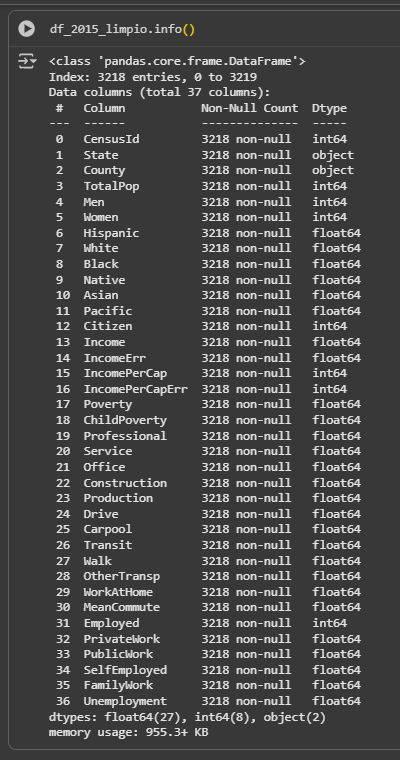 df_2015_limpio.info()
<class 'pandas.core.frame.DataFrame'>
Index: 3218 entries, 0 to 3219
Data columns (total 37 columns):
 #   Column           Non-Null Count  Dtype
---  ------           --------------  -----
 0   CensusId         3218 non-null   int64
 1   State            3218 non-null   object
 2   County           3218 non-null   object
 3   TotalPop         3218 non-null   int64
 4   Men              3218 non-null   int64
 5   Women            3218 non-null   int64
 6   Hispanic         3218 non-null   float64
 7   White            3218 non-null   float64
 8   Black            3218 non-null   float64
 9   Native           3218 non-null   float64
 10  Asian            3218 non-null   float64
 11  Pacific          3218 non-null   float64
 12  Citizen          3218 non-null   int64
 13  Income           3218 non-null   float64
 14  IncomeErr        3218 non-null   float64
 15  IncomePerCap     3218 non-null   int64
 16  IncomePerCapErr  3218 non-null   int64
 17  Poverty          3218 non-null   float64
 18  ChildPoverty     3218 non-null   float64
 19  Professional     3218 non-null   float64
 20  Service          3218 non-null   float64
 21  Office           3218 non-null   float64
 22  Construction     3218 non-null   float64
 23  Production       3218 non-null   float64
 24  Drive            3218 non-null   float64
 25  Carpool          3218 non-null   float64
 26  Transit          3218 non-null   float64
 27  Walk             3218 non-null   float64
 28  OtherTransp      3218 non-null   float64
 29  WorkAtHome       3218 non-null   float64
 30  MeanCommute      3218 non-null   float64
 31  Employed         3218 non-null   int64
 32  PrivateWork      3218 non-null   float64
 33  PublicWork       3218 non-null   float64
 34  SelfEmployed     3218 non-null   float64
 35  FamilyWork       3218 non-null   float64
 36  Unemployment     3218 non-null   float64
dtypes: float64(27), int64(8), object(2)
memory usage: 955.3+ KB